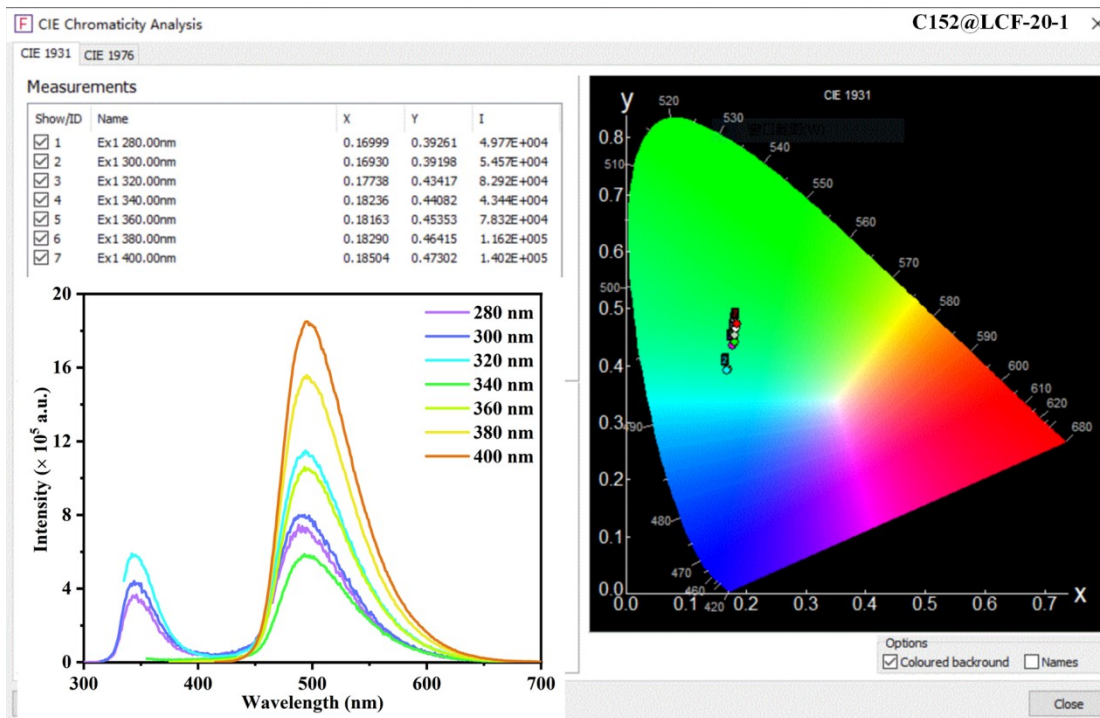 CIE Chromaticity Analysis
C152@LCF-20-1
CIE 1931 CIE 1976
Measurements
Show/ID Name X Y I
1 Ex1 280.00nm 0.16999 0.39261 4.977E+004
2 Ex1 300.00nm 0.16930 0.39198 5.457E+004
3 Ex1 320.00nm 0.17738 0.43417 8.292E+004
4 Ex1 340.00nm 0.18236 0.44082 4.344E+004
5 Ex1 360.00nm 0.18163 0.45353 7.832E+004
6 Ex1 380.00nm 0.18290 0.46415 1.162E+005
7 Ex1 400.00nm 0.18504 0.47302 1.402E+005
20
16
12
8
4
0
Intensity (× 10⁵ a.u.)
300 400 500 600 700
Wavelength (nm)
280 nm
300 nm
320 nm
340 nm
360 nm
380 nm
400 nm
CIE 1931
y
0.8
0.7
0.6
0.5
0.4
0.3
0.2
0.1
0.0
0.0 0.1 0.2 0.3 0.4 0.5 0.6 0.7
x
520
530
540
550
560
570
580
590
600
610
620
680
510
500
490
480
470
460
420
Options
Coloured backround Names
Close